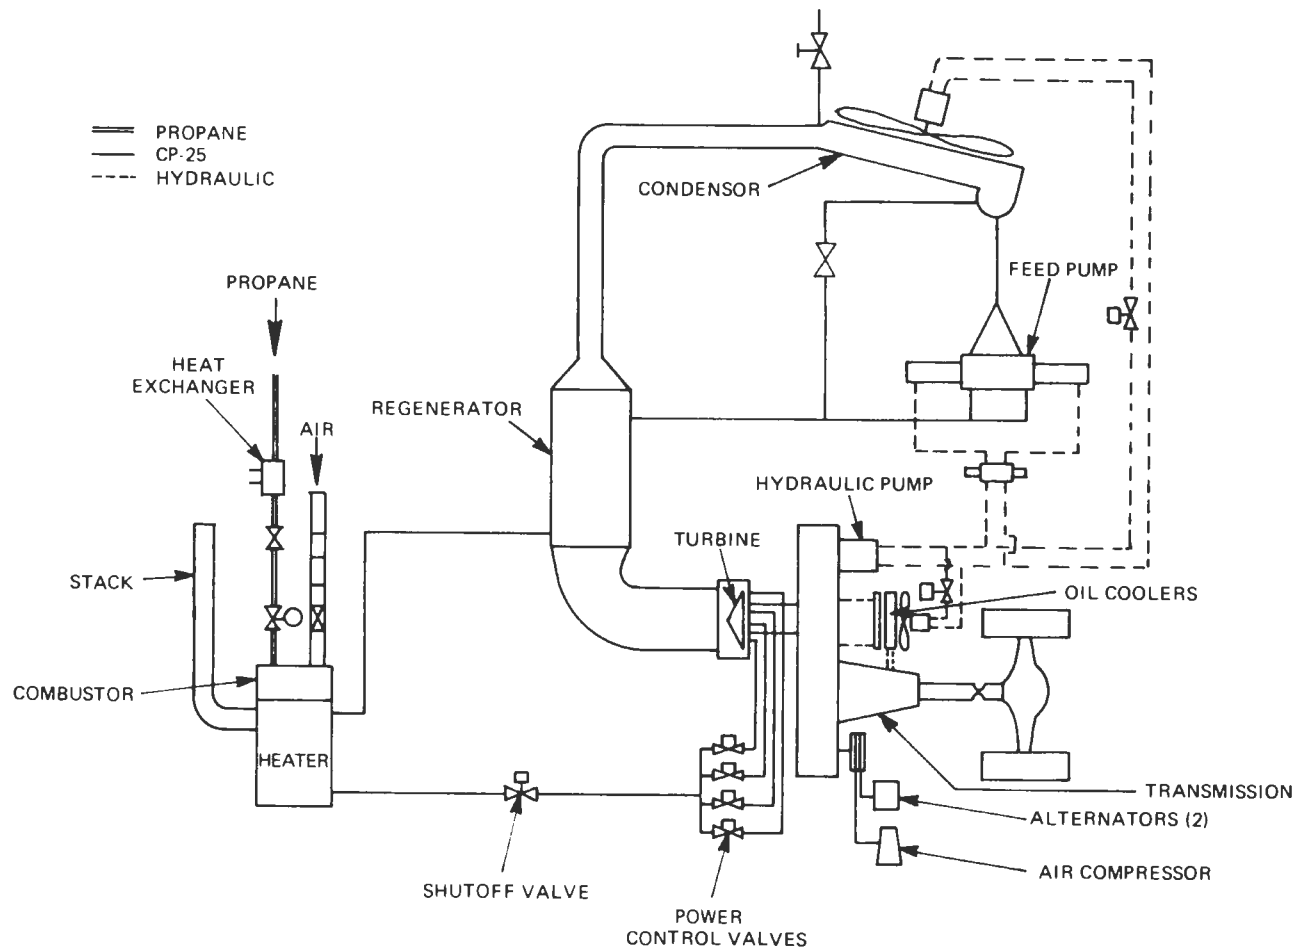 PROPANE
CP-25
HYDRAULIC
CONDENSOR
FEED PUMP
PROPANE
HEAT
EXCHANGER
REGENERATOR
AIR
HYDRAULIC PUMP
TURBINE
STACK
OIL COOLERS
COMBUSTOR
HEATER
TRANSMISSION
ALTERNATORS (2)
AIR COMPRESSOR
SHUTOFF VALVE
POWER
CONTROL VALVES